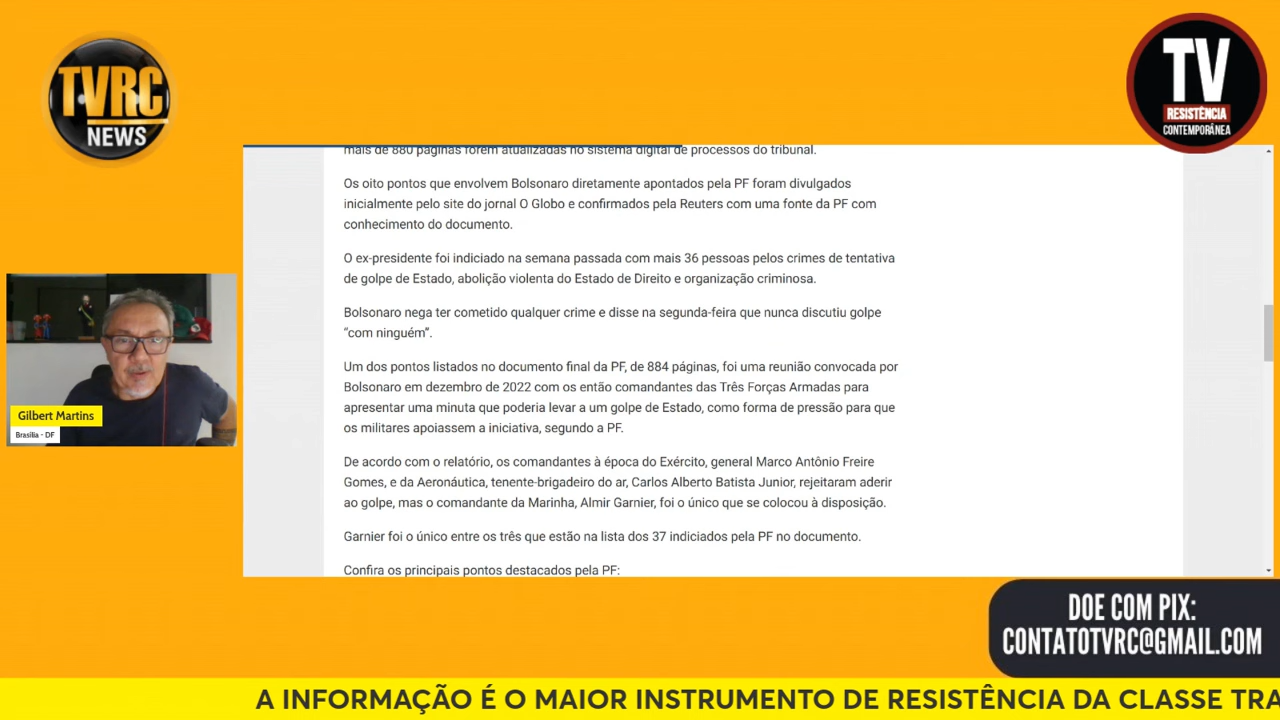 TVRC
NEWS
TV
RESISTÊNCIA
CONTEMPORÂNEA
mais de 880 páginas forem atualizadas no sistema digital de processos do tribunal.
Os oito pontos que envolvem Bolsonaro diretamente apontados pela PF foram divulgados
inicialmente pelo site do jornal O Globo e confirmados pela Reuters com uma fonte da PF com
conhecimento do documento.
O ex-presidente foi indiciado na semana passada com mais 36 pessoas pelos crimes de tentativa
de golpe de Estado, abolição violenta do Estado de Direito e organização criminosa.
Bolsonaro nega ter cometido qualquer crime e disse na segunda-feira que nunca discutiu golpe
“com ninguém”.
Um dos pontos listados no documento final da PF, de 884 páginas, foi uma reunião convocada por
Bolsonaro em dezembro de 2022 com os então comandantes das Três Forças Armadas para
apresentar uma minuta que poderia levar a um golpe de Estado, como forma de pressão para que
os militares apoiassem a iniciativa, segundo a PF.
De acordo com o relatório, os comandantes à época do Exército, general Marco Antônio Freire
Gomes, e da Aeronáutica, tenente-brigadeiro do ar, Carlos Alberto Batista Junior, rejeitaram aderir
ao golpe, mas o comandante da Marinha, Almir Garnier, foi o único que se colocou à disposição.
Garnier foi o único entre os três que estão na lista dos 37 indiciados pela PF no documento.
Confira os principais pontos destacados pela PF:
Gilbert Martins
Brasília - DF
DOE COM PIX:
CONTATOTVRC@GMAIL.COM
A INFORMAÇÃO É O MAIOR INSTRUMENTO DE RESISTÊNCIA DA CLASSE TRA